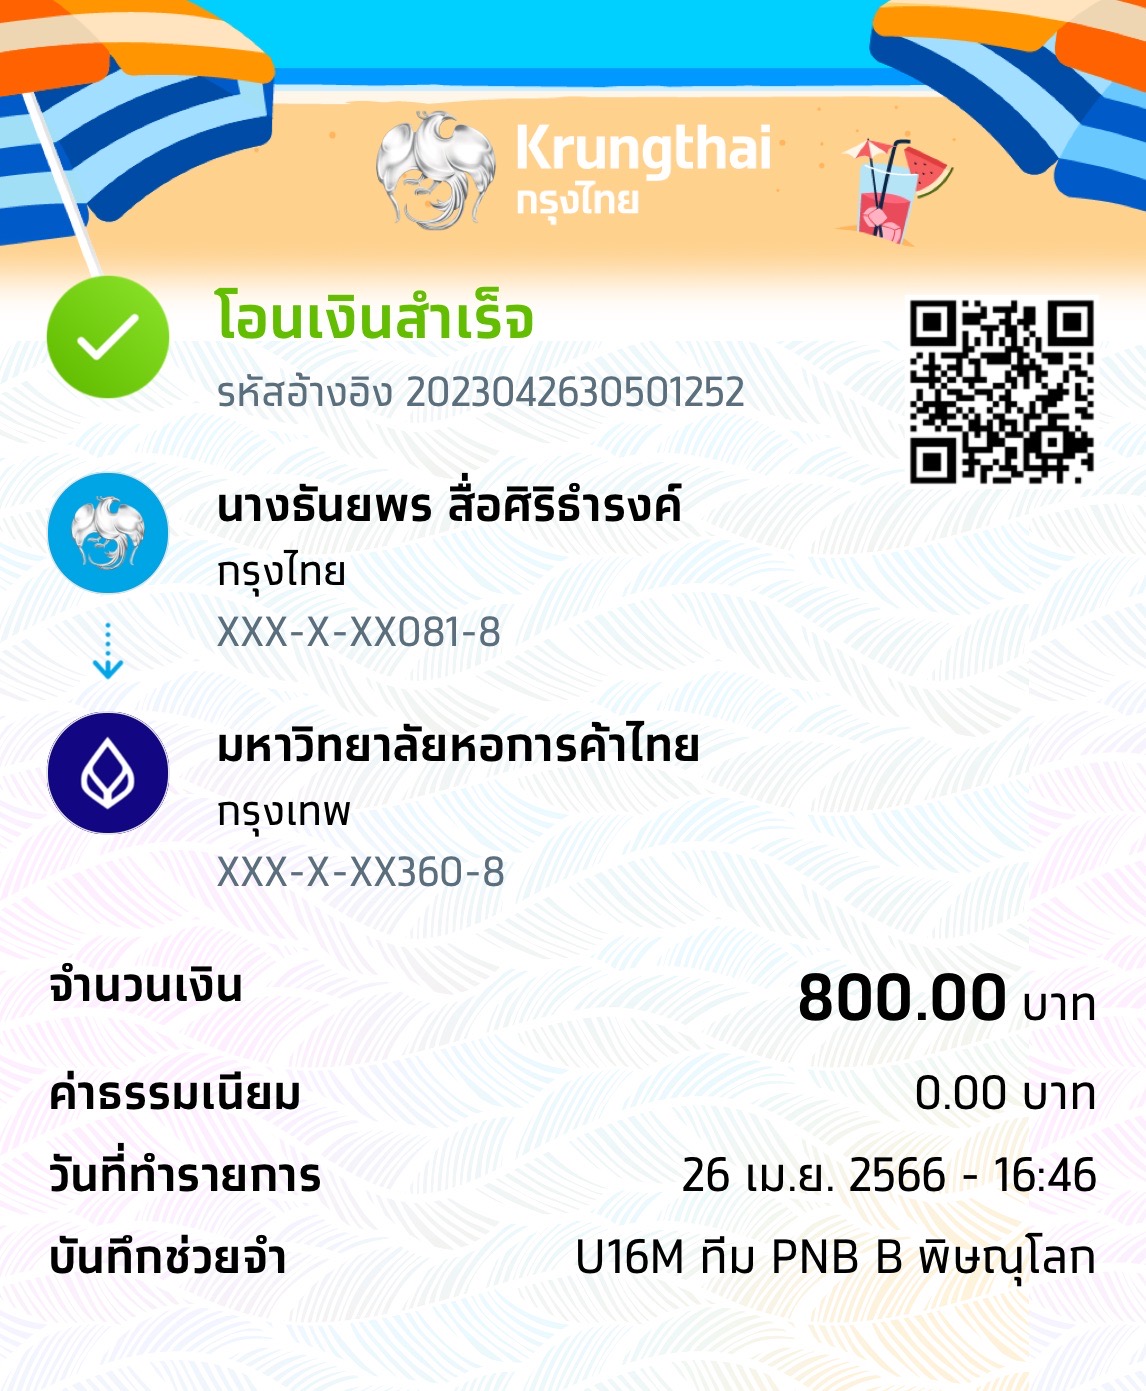 Krungthai
กรุงไทย
โอนเงินสำเร็จ
รหัสอ้างอิง 2023042630501252
นางธันยพร สื่อศิริธำรงค์
กรุงไทย
XXX-X-XX081-8
มหาวิทยาลัยหอการค้าไทย
กรุงเทพ
XXX-X-XX360-8
จำนวนเงิน 800.00 บาท
ค่าธรรมเนียม 0.00 บาท
วันที่ทำรายการ 26 เม.ย. 2566 - 16:46
บันทึกช่วยจำ U16M ทีม PNB B พิษณุโลก